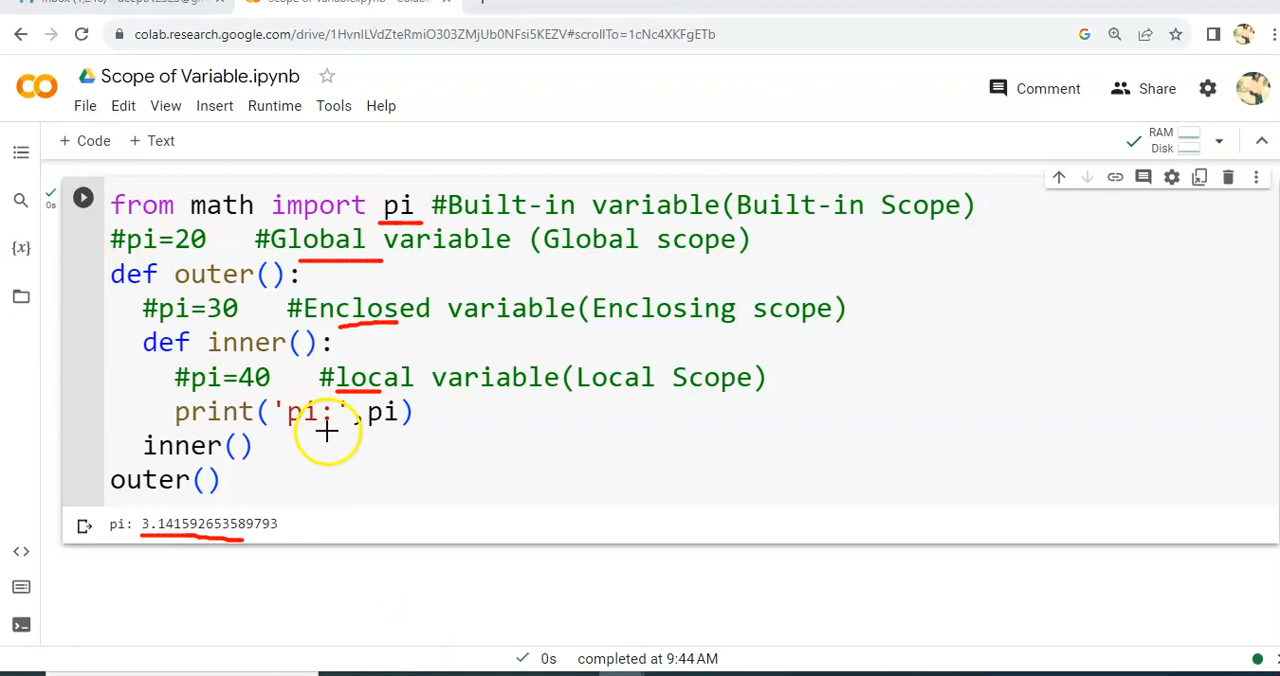 colab.research.google.com/drive/1HvnILVdZteRmiO303ZMjUb0NFsi5KEZV#scrollTo=1cNc4XKFgETb
Scope of Variable.ipynb
Comment
Share
File Edit View Insert Runtime Tools Help
+ Code + Text
RAM
Disk
from math import pi #Built-in variable(Built-in Scope)
0s
#pi=20 #Global variable (Global scope)
{x}
def outer():
#pi=30 #Enclosed variable(Enclosing scope)
def inner():
#pi=40 #local variable(Local Scope)
print('pi:',pi)
inner()
outer()
pi: 3.141592653589793
0s completed at 9:44 AM